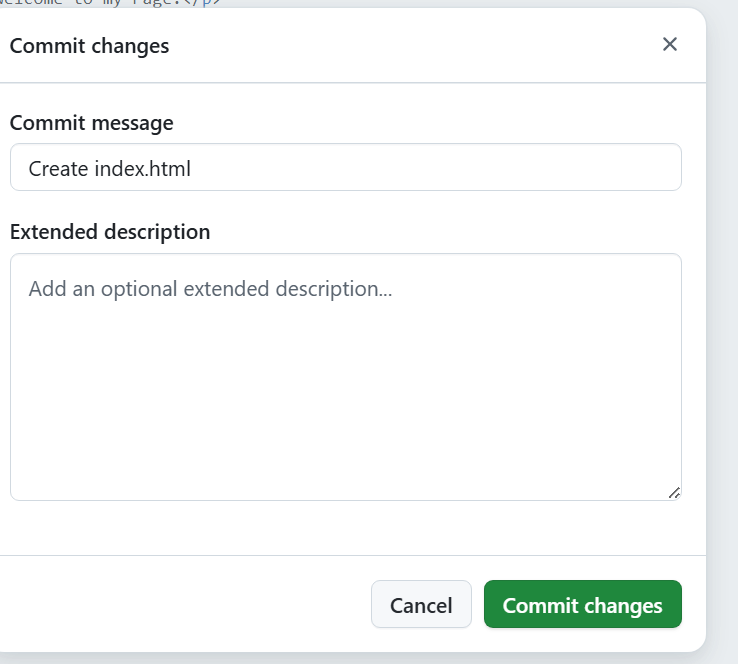 Welcome to my Page.</p>
Commit changes
Commit message
Create index.html
Extended description
Add an optional extended description...
Cancel
Commit changes